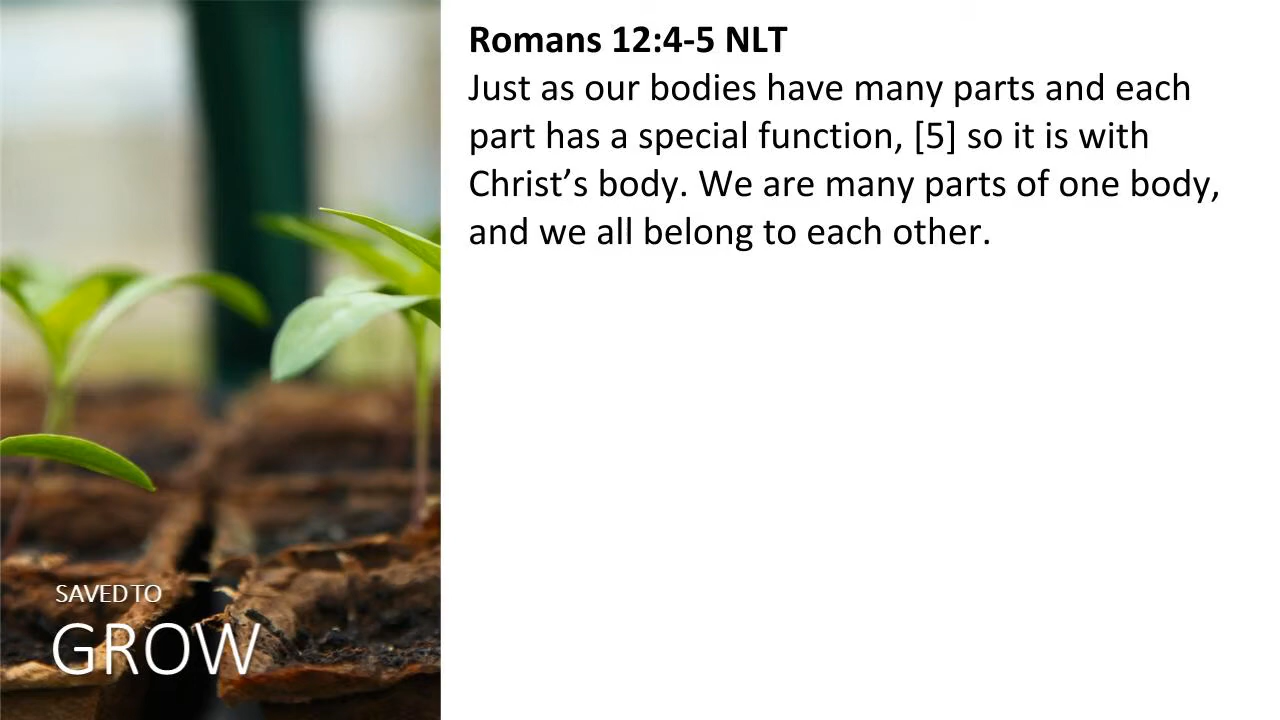 Romans 12:4-5 NLT
Just as our bodies have many parts and each
part has a special function, [5] so it is with
Christ’s body. We are many parts of one body,
and we all belong to each other.
SAVED TO
GROW